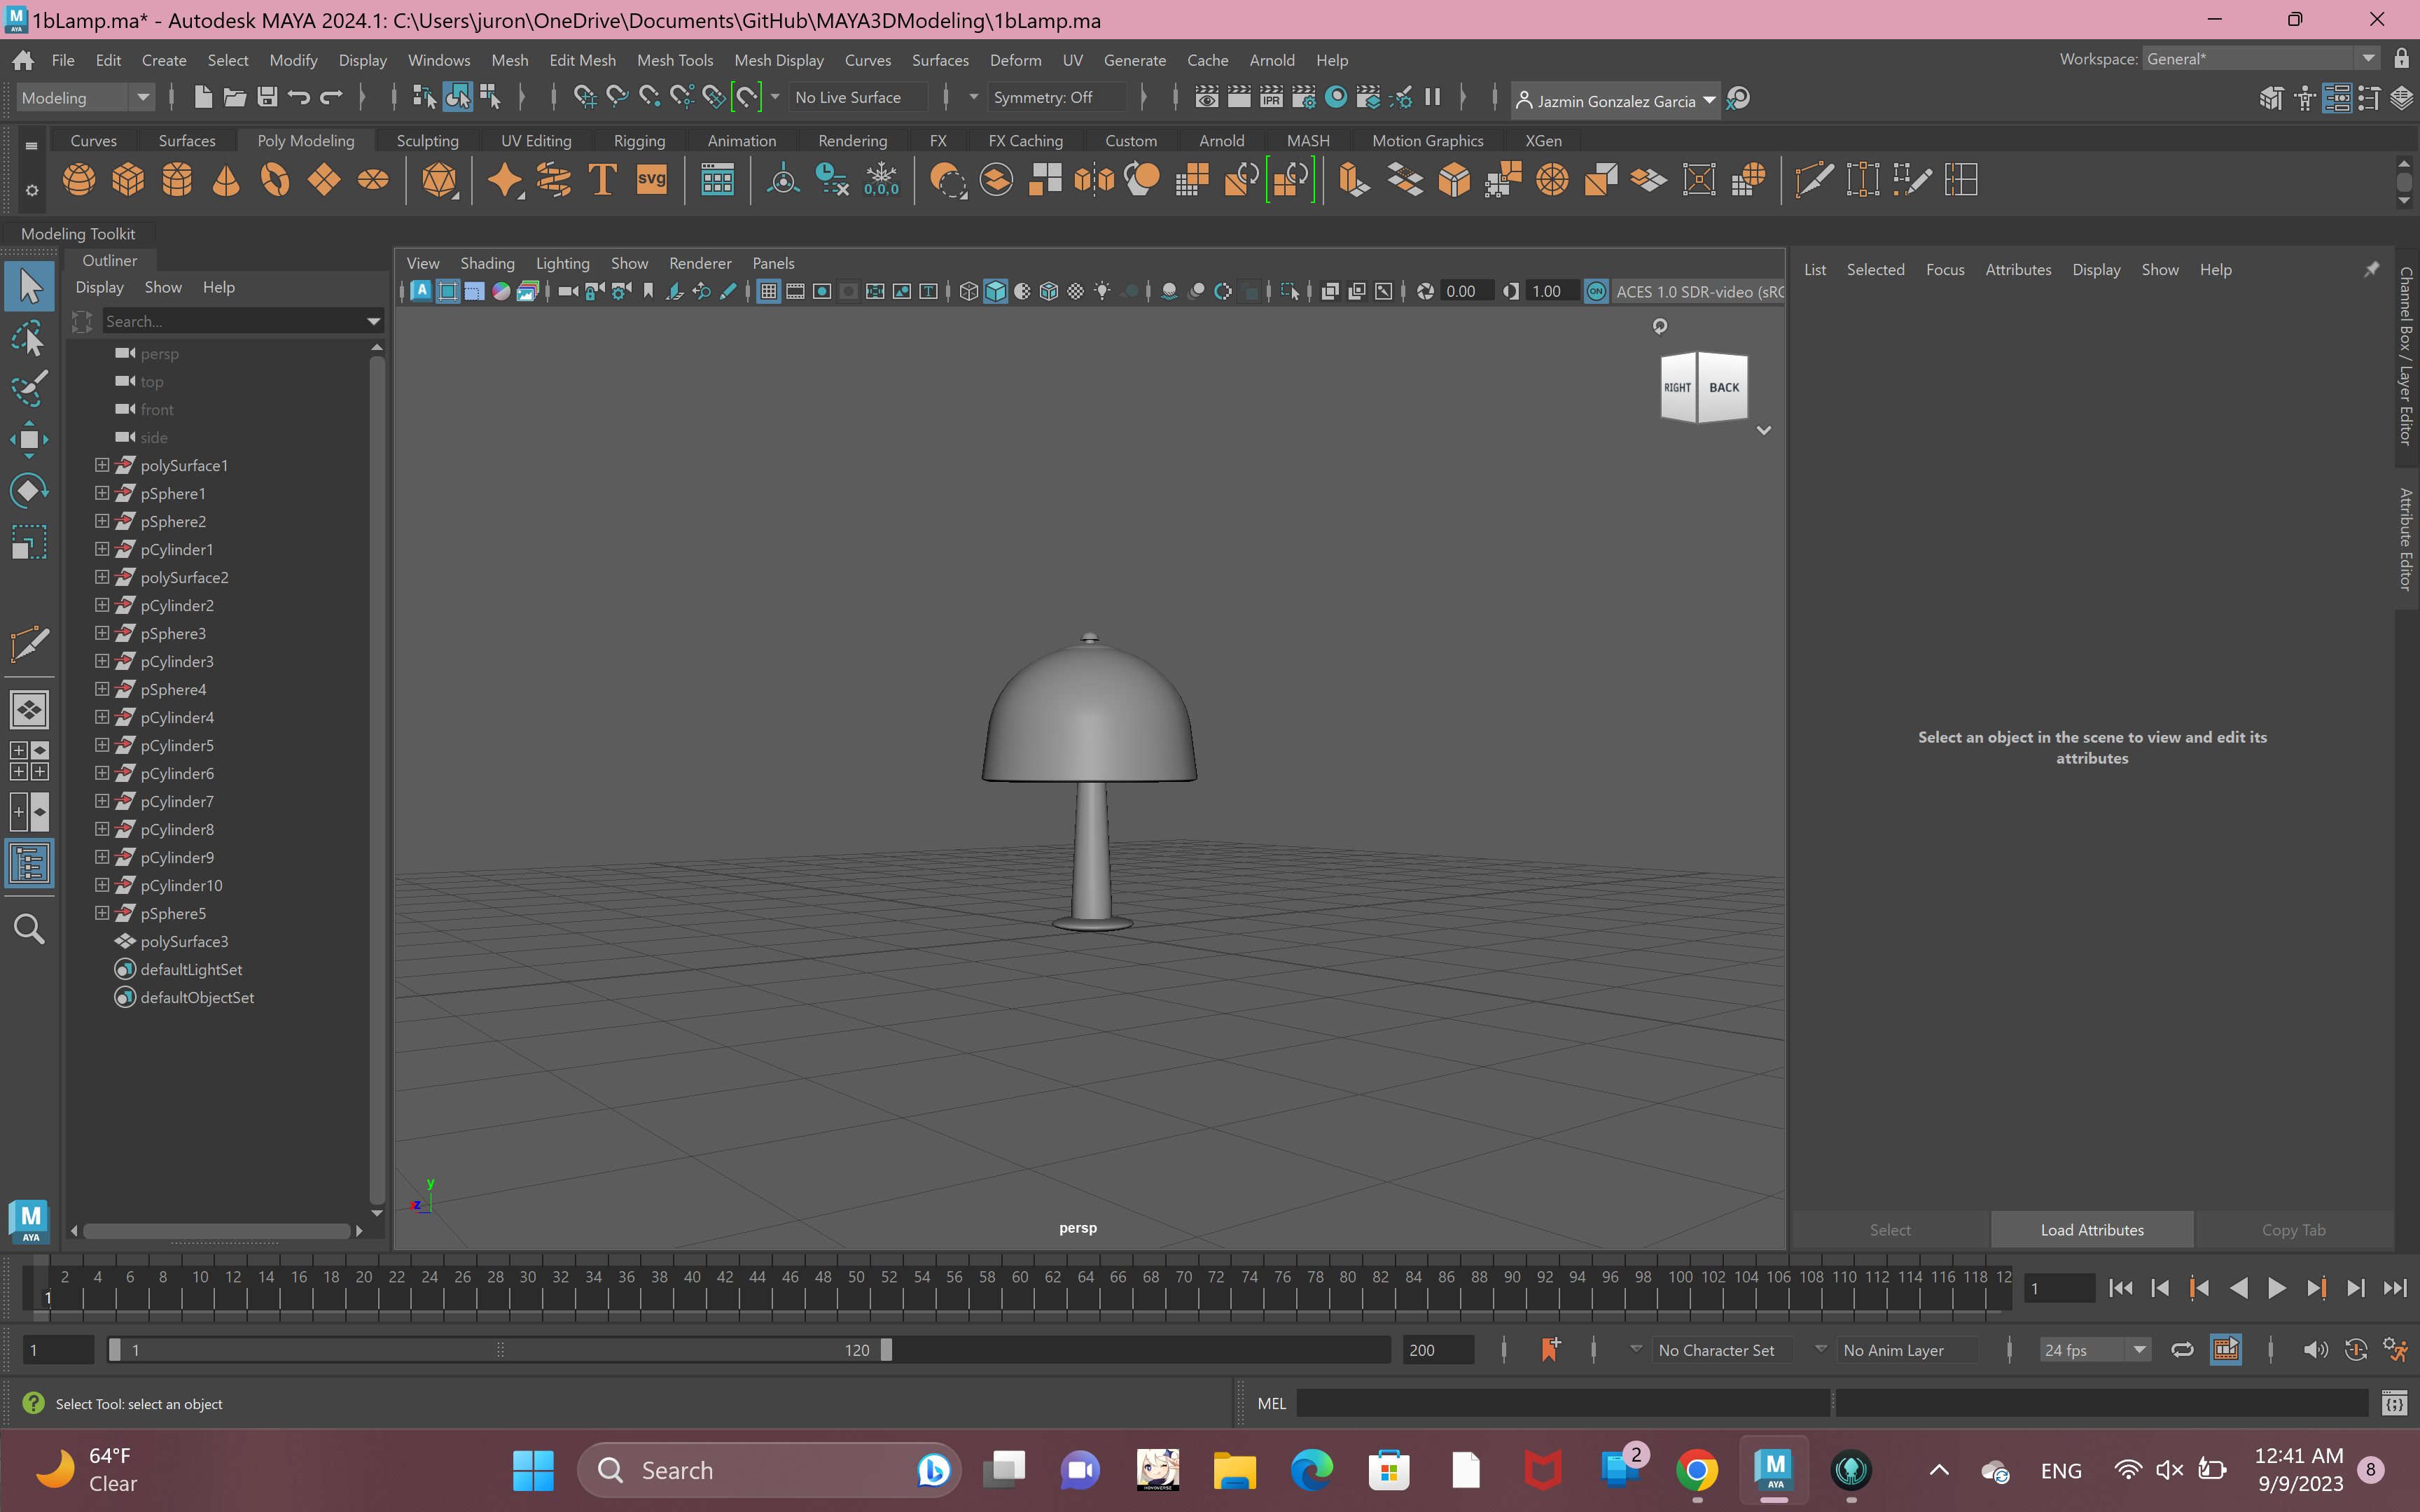 1bLamp.ma* - Autodesk MAYA 2024.1: C:\Users\juron\OneDrive\Documents\GitHub\MAYA3DModeling\1bLamp.ma
File Edit Create Select Modify Display Windows Mesh Edit Mesh Mesh Tools Mesh Display Curves Surfaces Deform UV Generate Cache Arnold Help
Workspace: General*
Modeling
No Live Surface
Symmetry: Off
IPR
Jazmin Gonzalez Garcia
Curves Surfaces Poly Modeling Sculpting UV Editing Rigging Animation Rendering FX FX Caching Custom Arnold MASH Motion Graphics XGen
T svg 0,0,0
Modeling Toolkit
Outliner
Display Show Help
Search...
persp
top
front
side
polySurface1
pSphere1
pSphere2
pCylinder1
polySurface2
pCylinder2
pSphere3
pCylinder3
pSphere4
pCylinder4
pCylinder5
pCylinder6
pCylinder7
pCylinder8
pCylinder9
pCylinder10
pSphere5
polySurface3
defaultLightSet
defaultObjectSet
M
AYA
View Shading Lighting Show Renderer Panels
0.00 1.00 ON ACES 1.0 SDR-video (sRG
RIGHT BACK
y
z
persp
List Selected Focus Attributes Display Show Help
Select an object in the scene to view and edit its
attributes
Select Load Attributes Copy Tab
Channel Box / Layer Editor
Attribute Editor
2 4 6 8 10 12 14 16 18 20 22 24 26 28 30 32 34 36 38 40 42 44 46 48 50 52 54 56 58 60 62 64 66 68 70 72 74 76 78 80 82 84 86 88 90 92 94 96 98 100 102 104 106 108 110 112 114 116 118 12
1
1
1 1 120 200 No Character Set No Anim Layer 24 fps
Select Tool: select an object
MEL
64°F
Clear
Search
2
M
AYA
ENG
12:41 AM
9/9/2023
8